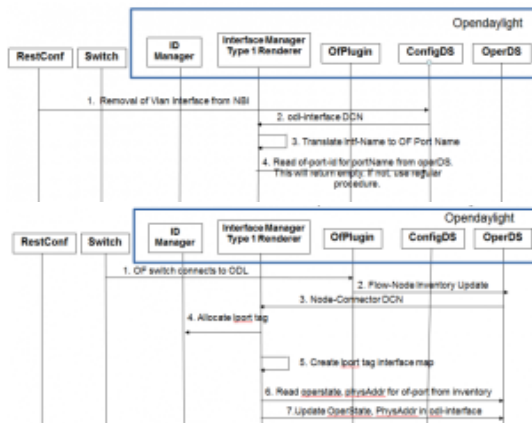 Opendaylight
RestConf
Switch
ID
Manager
Interface Manager
Type 1 Renderer
OfPlugin
ConfigDS
OperDS
1. Removal of Vlan Interface from NBI
2. odl-interface DCN
3. Translate Intf-Name to OF Port Name
4. Read of-port-id for portName from operDS.
This will return empty. If not, use regular
procedure.
Opendaylight
RestConf
Switch
ID
Manager
Interface Manager
Type 1 Renderer
OfPlugin
ConfigDS
OperDS
1. OF switch connects to ODL
2. Flow-Node Inventory Update
3. Node-Connector DCN
4. Allocate lport tag
5. Create lport tag interface map
6. Read operstate, physAddr for of-port from inventory
7.Update OperState, PhysAddr in odl-interface